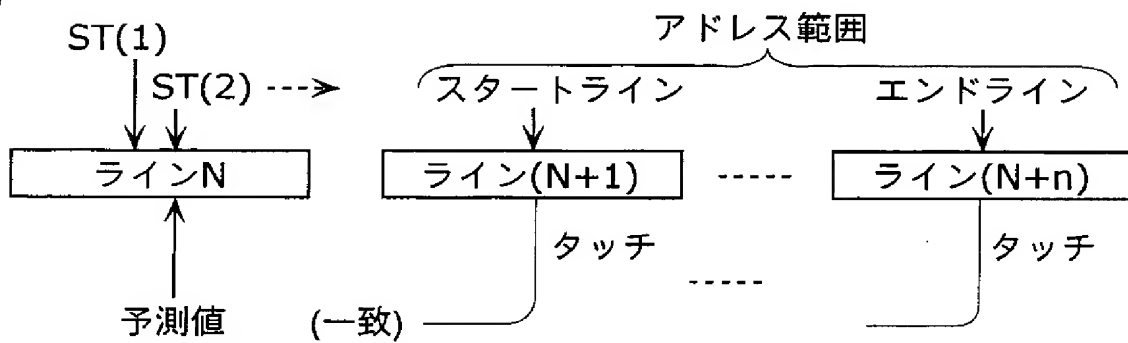 アドレス範囲
ST(1)
ST(2) ---->
スタートライン
エンドライン
ラインN
ライン(N+1)
-----
ライン(N+n)
タッチ
タッチ
-----
予測値
(一致)